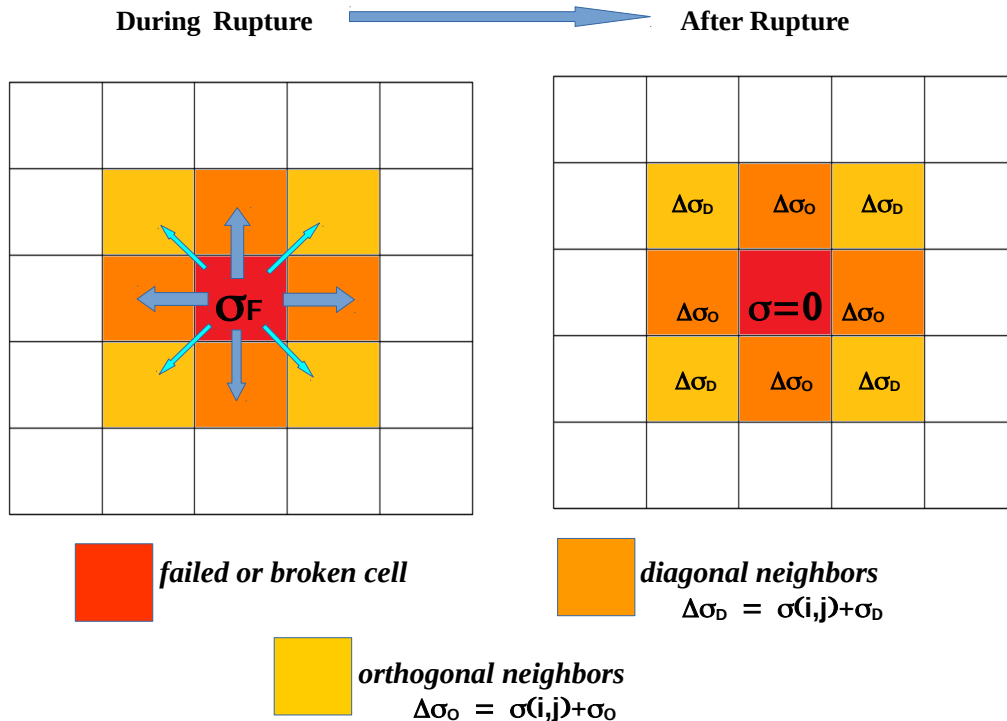 During Rupture
After Rupture
σF
ΔσD ΔσO ΔσD
ΔσO σ=0 ΔσO
ΔσD ΔσO ΔσD
failed or broken cell
diagonal neighbors
ΔσD = σ(i,j)+σD
orthogonal neighbors
ΔσO = σ(i,j)+σO